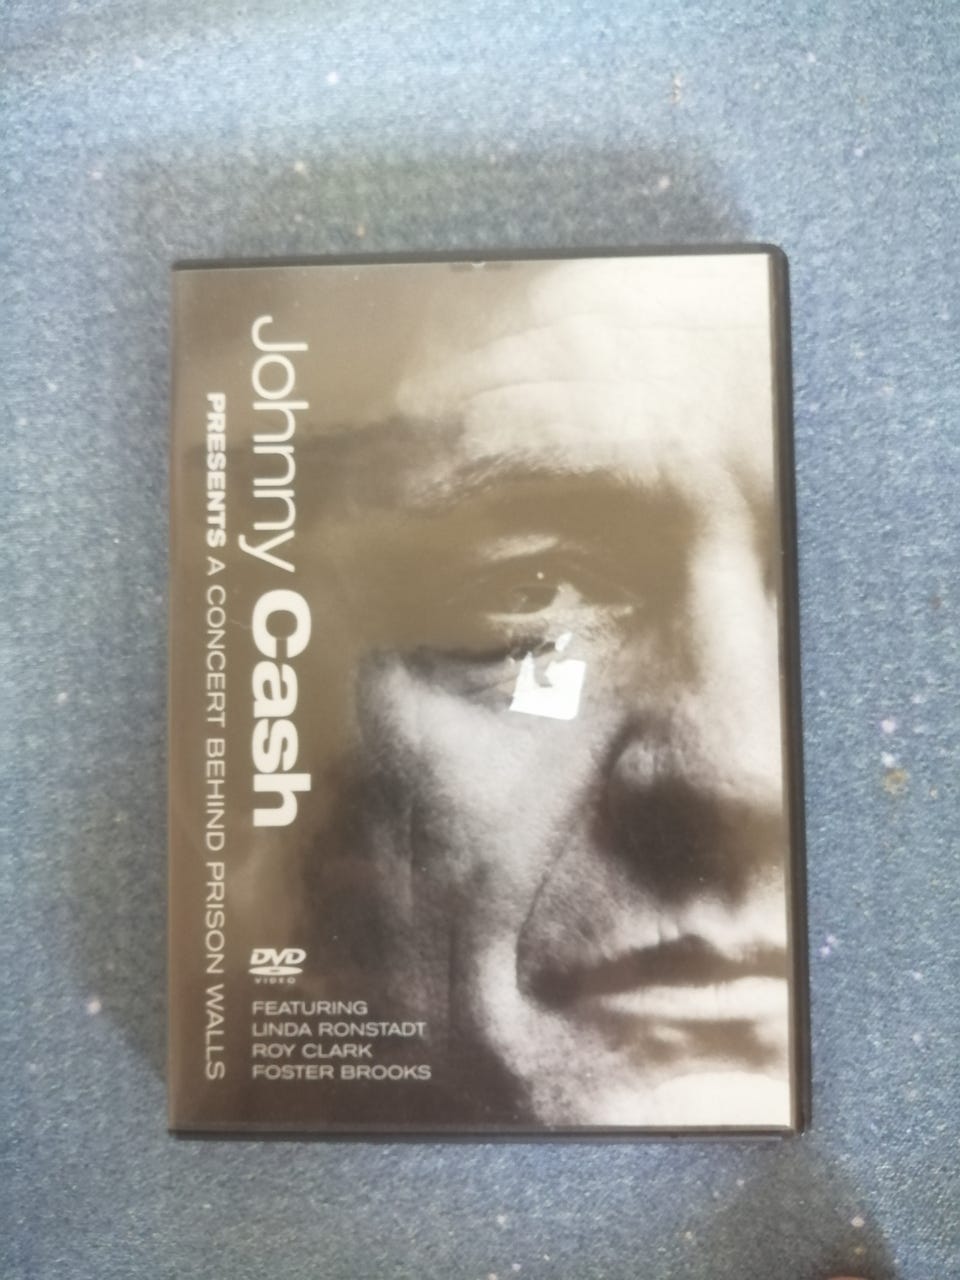 Johnny Cash
PRESENTS A CONCERT BEHIND PRISON WALLS
DVD
VIDEO
FEATURING
LINDA RONSTADT
ROY CLARK
FOSTER BROOKS